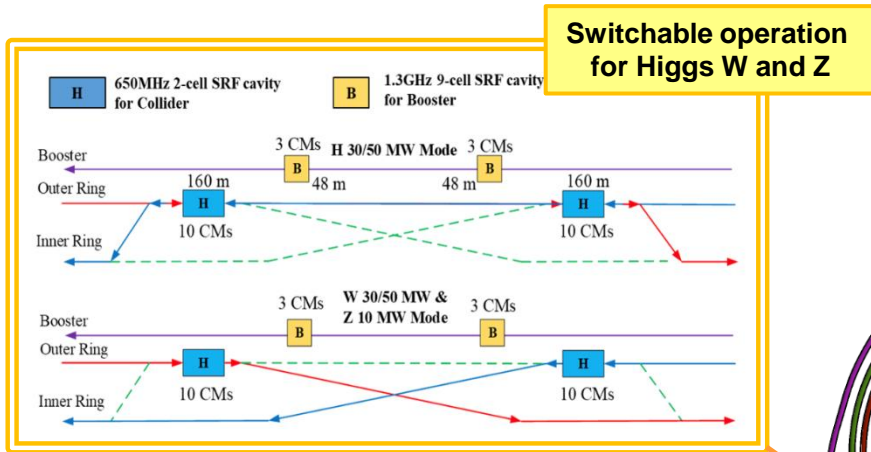 Switchable operation
for Higgs W and Z
H
650MHz 2-cell SRF cavity
for Collider
B
1.3GHz 9-cell SRF cavity
for Booster
3 CMs H 30/50 MW Mode 3 CMs
Booster
B
B
Outer Ring
160 m
48 m
48 m
160 m
H
H
Inner Ring
10 CMs
10 CMs
3 CMs
W 30/50 MW &
Z 10 MW Mode
3 CMs
Booster
B
B
Outer Ring
H
H
10 CMs
10 CMs
Inner Ring